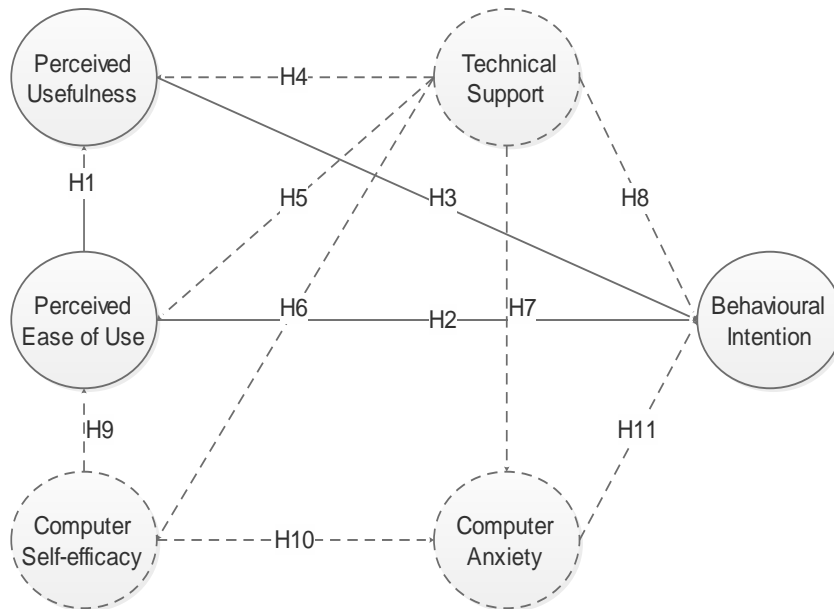 Perceived
Usefulness
H4
Technical
Support
H1
H5
H3
H8
Perceived
Ease of Use
H6
H2
H7
Behavioural
Intention
H9
H11
Computer
Self-efficacy
H10
Computer
Anxiety